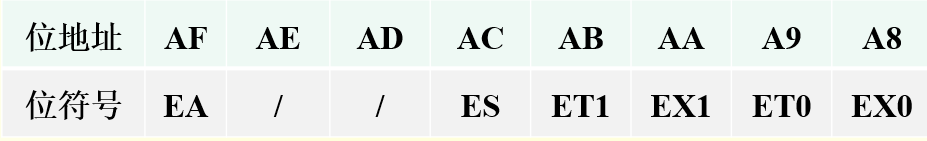 位地址 AF AE AD AC AB AA A9 A8
位符号 EA / / ES ET1 EX1 ET0 EX0